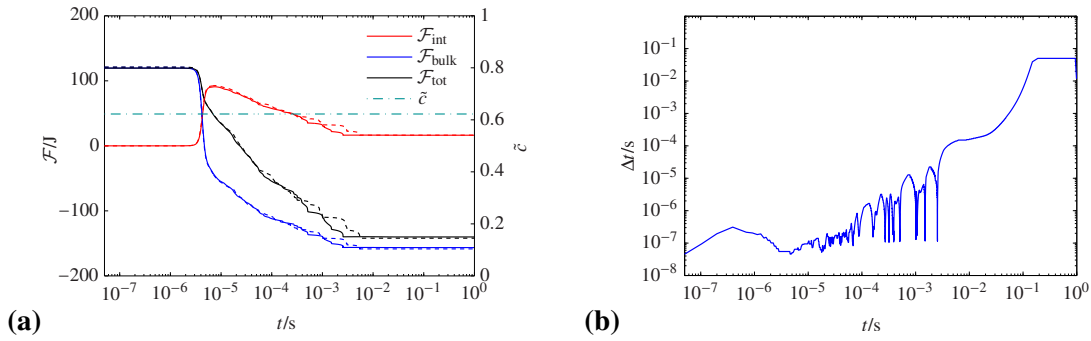 200
100
0
−100
−200
ℱ/J
10⁻⁷ 10⁻⁶ 10⁻⁵ 10⁻⁴ 10⁻³ 10⁻² 10⁻¹ 10⁰
t/s
1
0.8
0.6
0.4
0.2
0
c̃
ℱint
ℱbulk
ℱtot
c̃
(a)
10⁻¹
10⁻²
10⁻³
10⁻⁴
10⁻⁵
10⁻⁶
10⁻⁷
10⁻⁸
Δt/s
10⁻⁷ 10⁻⁶ 10⁻⁵ 10⁻⁴ 10⁻³ 10⁻² 10⁻¹ 10⁰
t/s
(b)